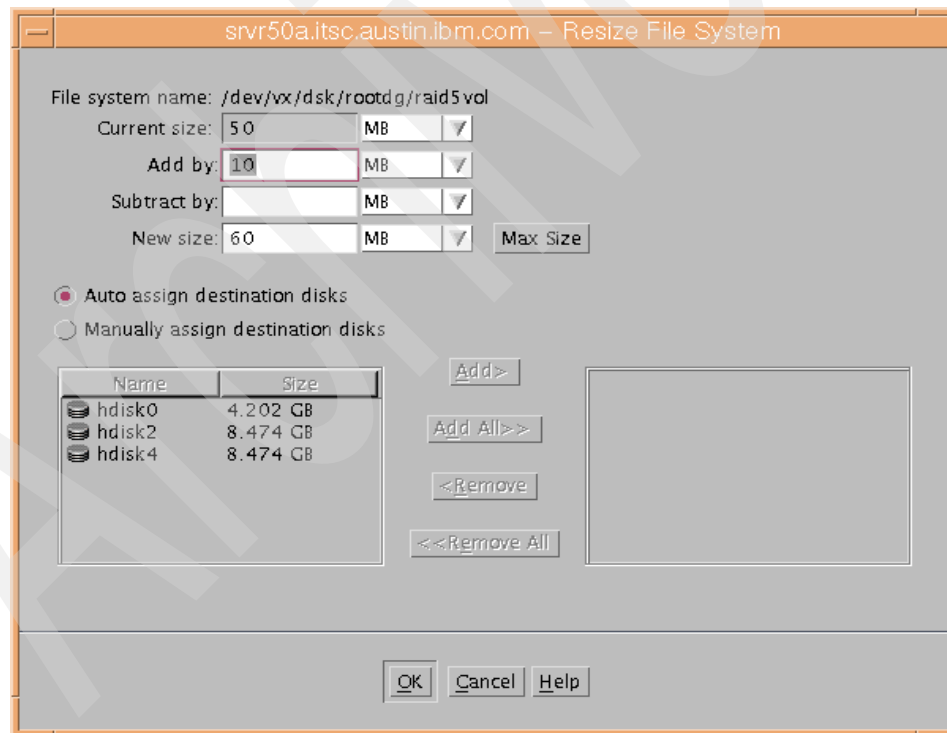 srvr50a.itsc.austin.ibm.com – Resize File System
File system name: /dev/vx/dsk/rootdg/raid5vol
Current size: 50 MB
Add by: 10 MB
Subtract by: MB
New size: 60 MB Max Size
Auto assign destination disks
Manually assign destination disks
Name Size
hdisk0 4.202 GB
hdisk2 8.474 GB
hdisk4 8.474 GB
Add>
Add All>>
<Remove
<<Remove All
OK Cancel Help